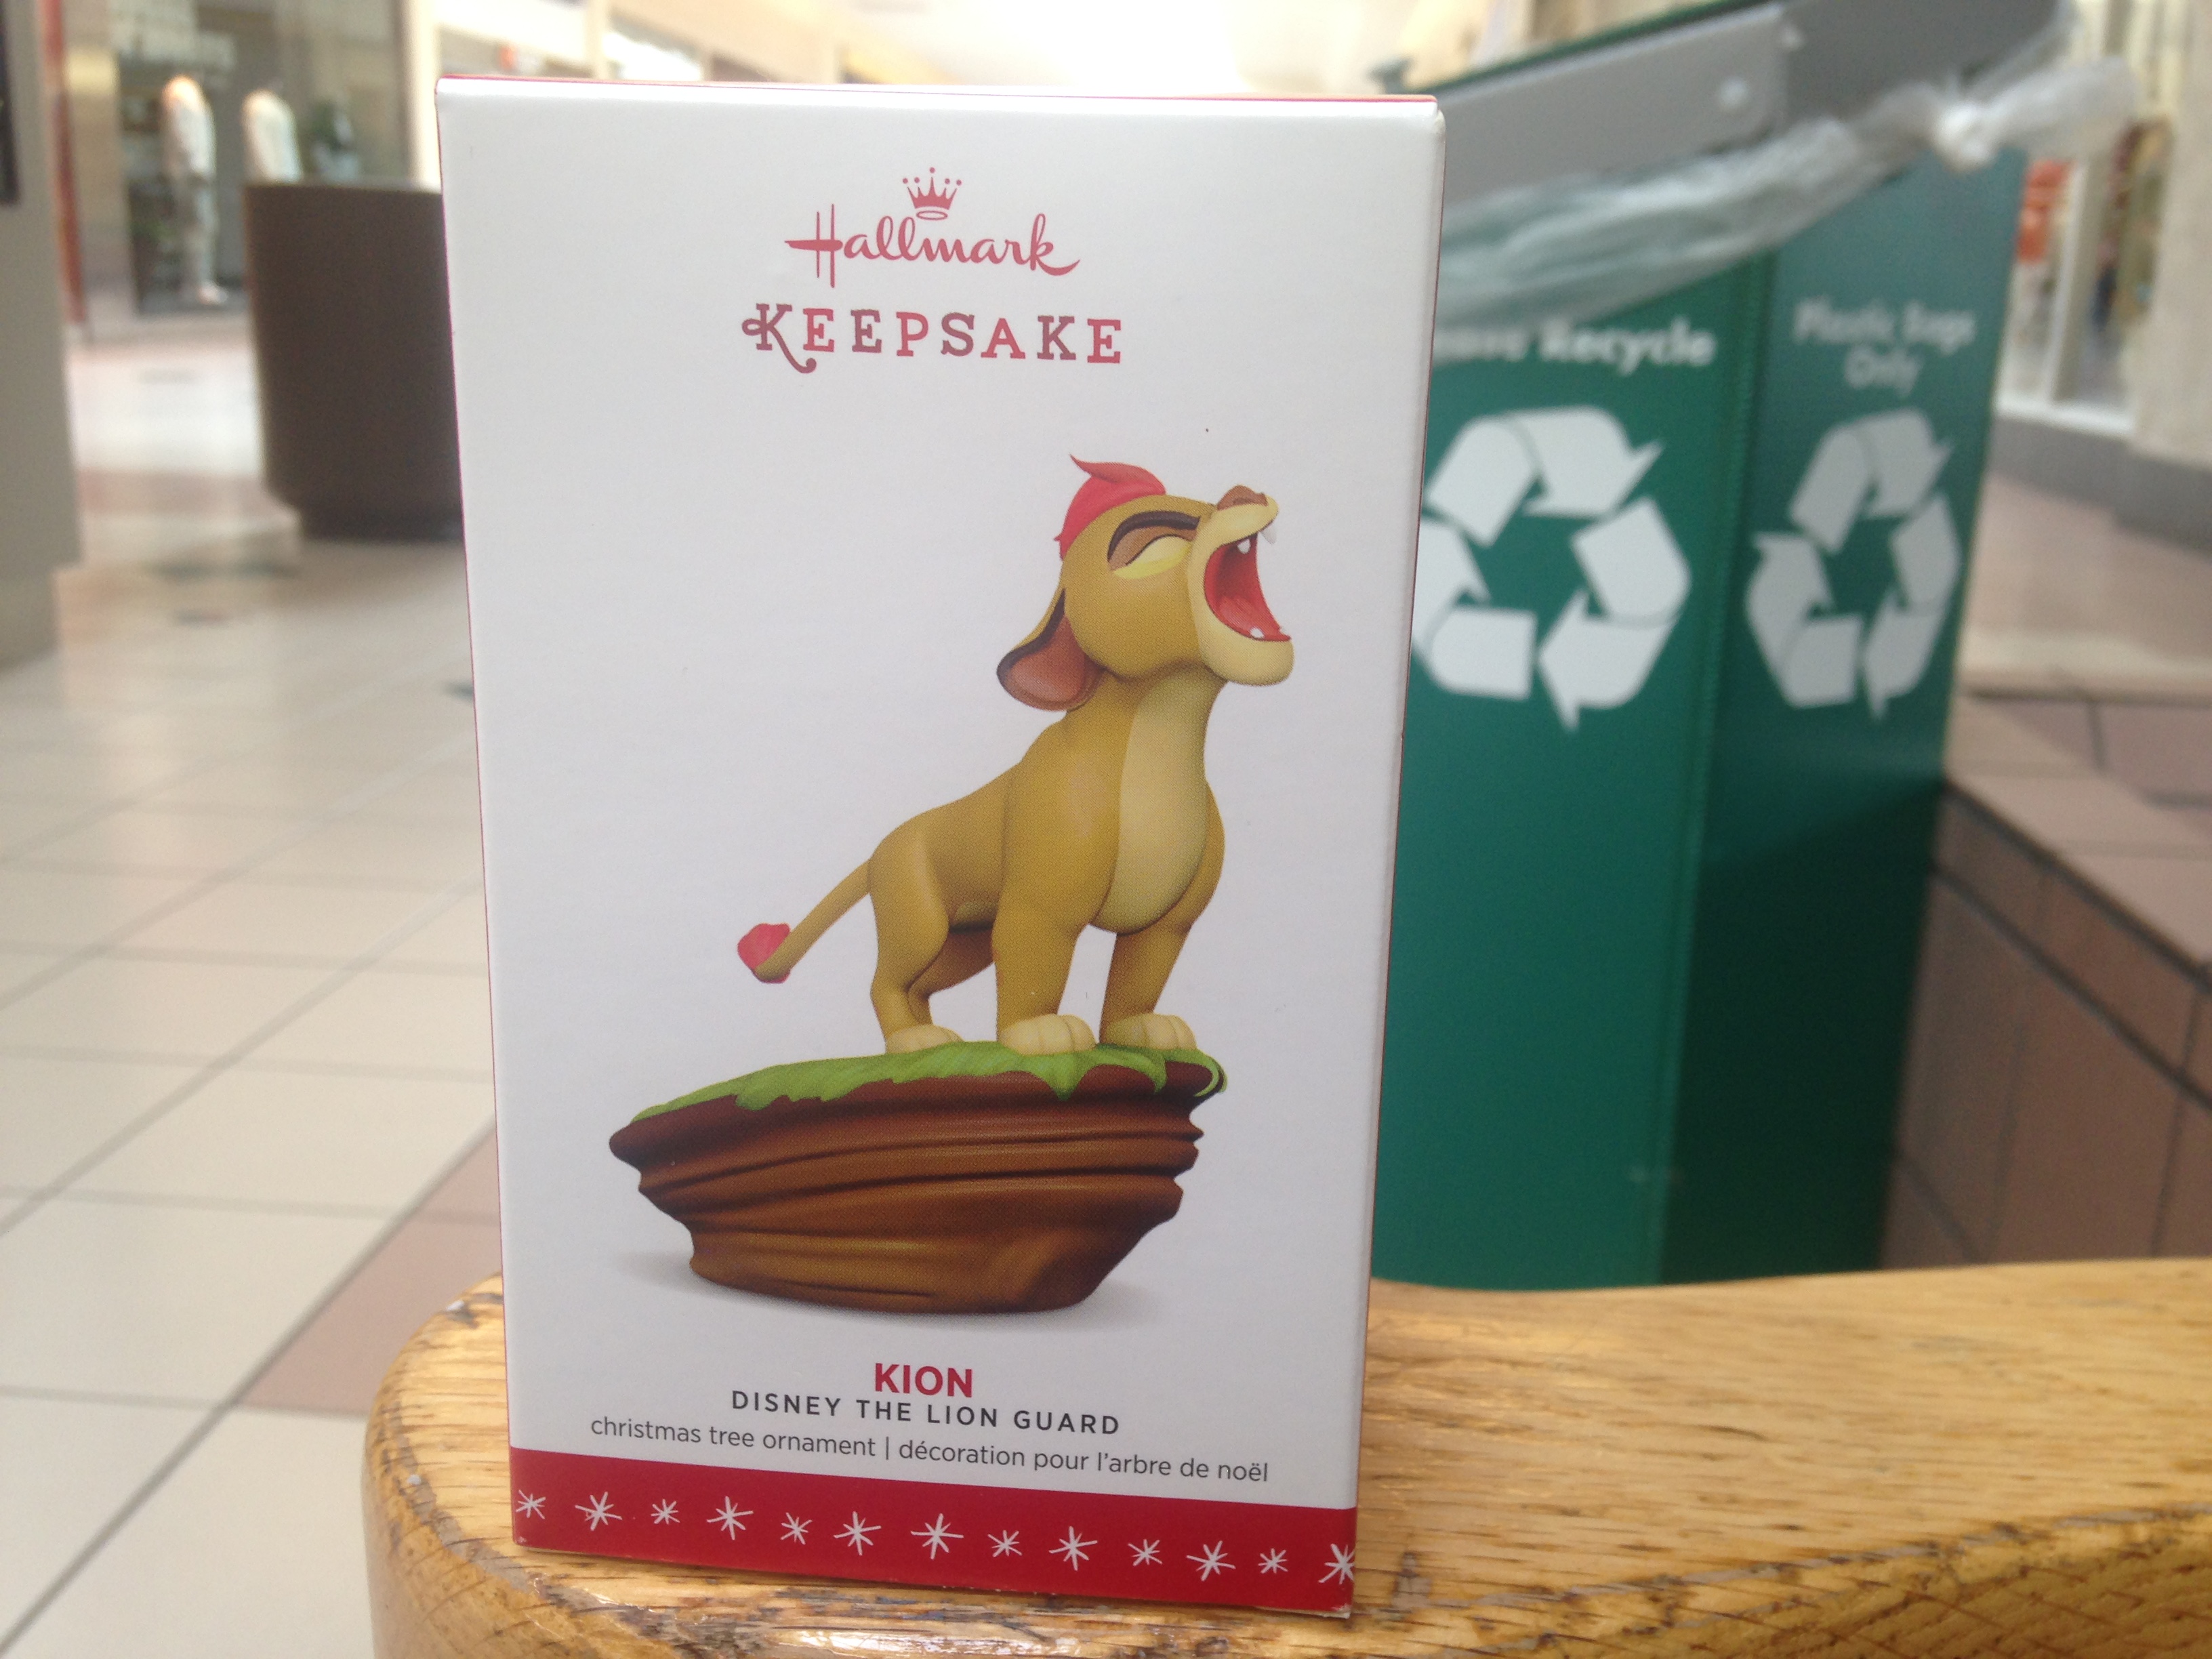 Hallmark
KEEPSAKE
KION
DISNEY THE LION GUARD
christmas tree ornament | décoration pour l'arbre de noël
Recycle
Plastic Bags
Only